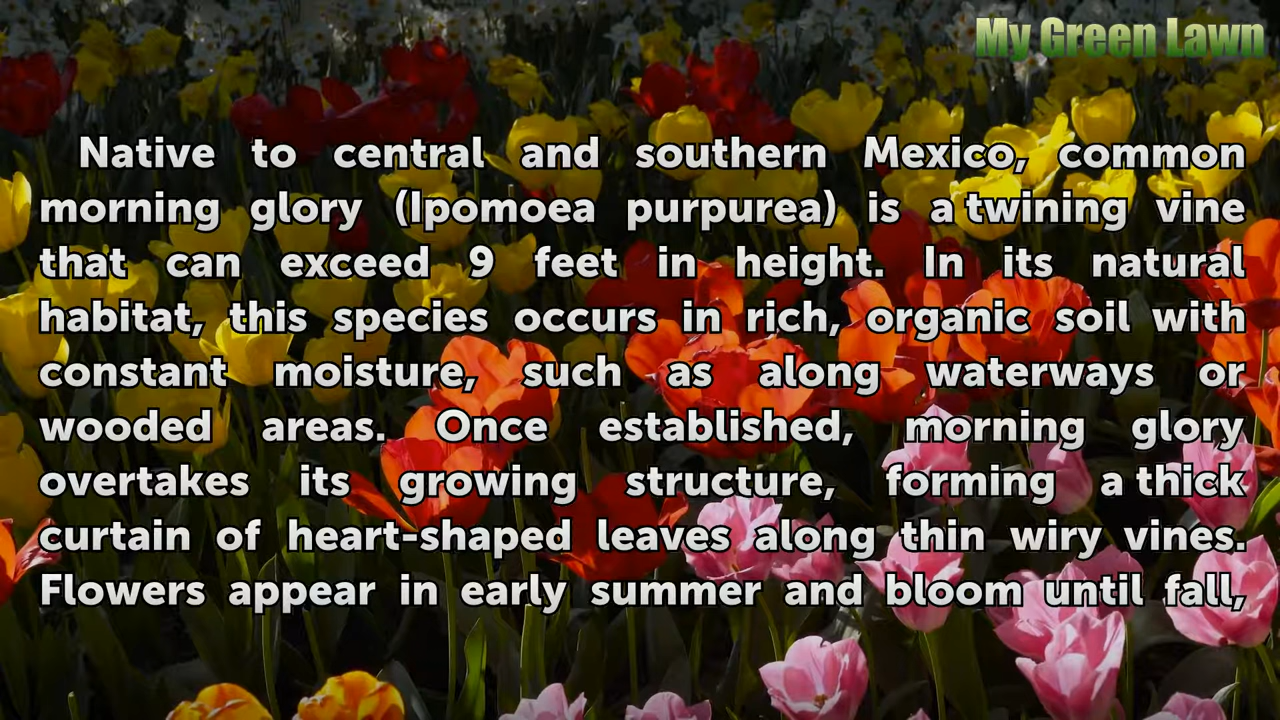 My Green Lawn
Native to central and southern Mexico, common
morning glory (Ipomoea purpurea) is a twining vine
that can exceed 9 feet in height. In its natural
habitat, this species occurs in rich, organic soil with
constant moisture, such as along waterways or
wooded areas. Once established, morning glory
overtakes its growing structure, forming a thick
curtain of heart-shaped leaves along thin wiry vines.
Flowers appear in early summer and bloom until fall,